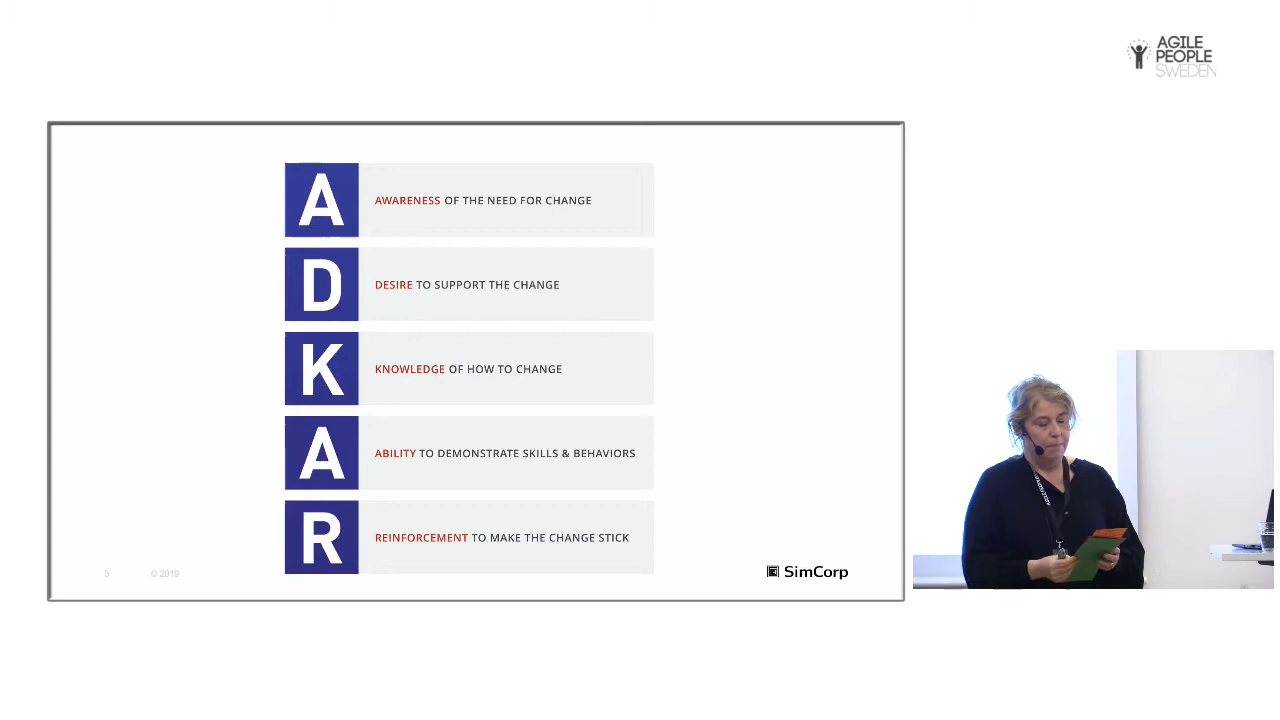 AGILE
PEOPLE
SWEDEN
A
AWARENESS OF THE NEED FOR CHANGE
D
DESIRE TO SUPPORT THE CHANGE
K
KNOWLEDGE OF HOW TO CHANGE
A
ABILITY TO DEMONSTRATE SKILLS & BEHAVIORS
R
REINFORCEMENT TO MAKE THE CHANGE STICK
3 © 2019
SimCorp